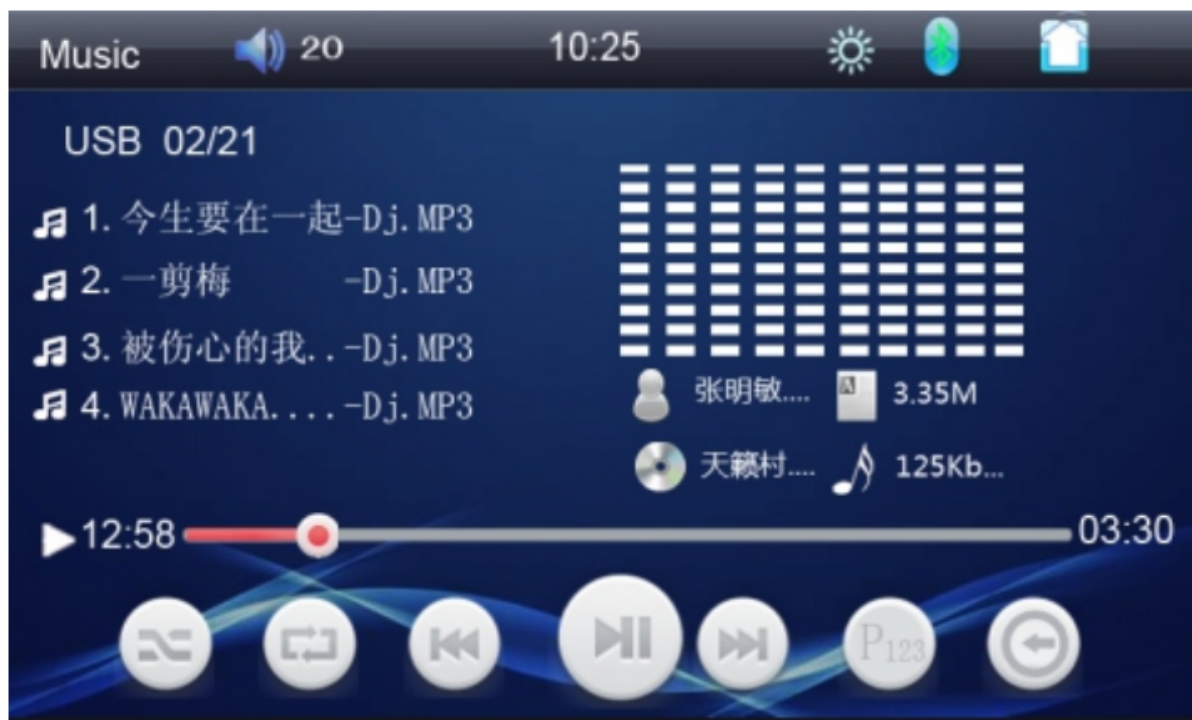 Music 20 10:25
USB 02/21
1. 今生要在一起-Dj.MP3
2. 一剪梅 -Dj.MP3
3. 被伤心的我..-Dj.MP3
4. WAKAWAKA....-Dj.MP3
张明敏.... A 3.35M
天籁村.... 125Kb...
12:58 03:30
P123